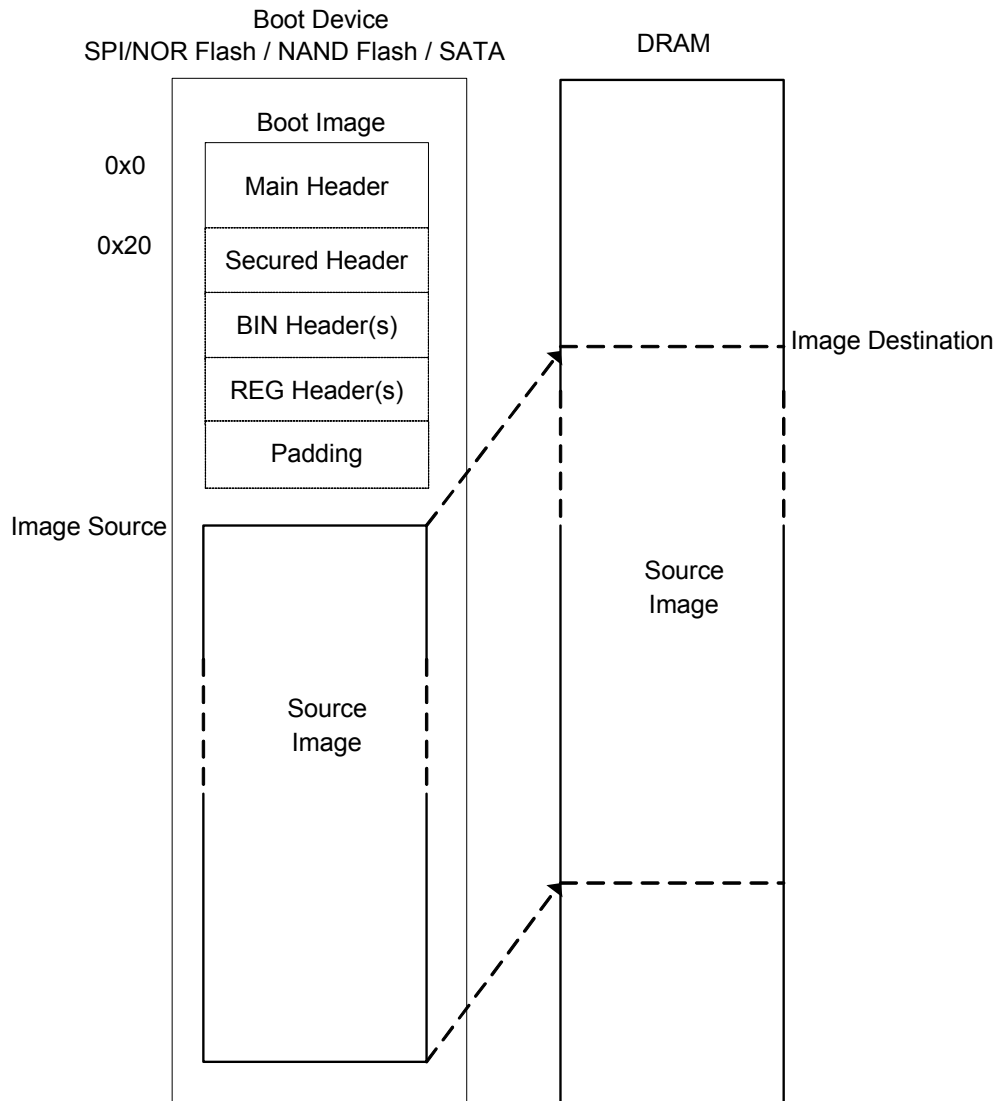 Boot Device
SPI/NOR Flash / NAND Flash / SATA
DRAM
Boot Image
0x0
Main Header
0x20
Secured Header
BIN Header(s)
Image Destination
REG Header(s)
Padding
Image Source
Source
Image
Source
Image